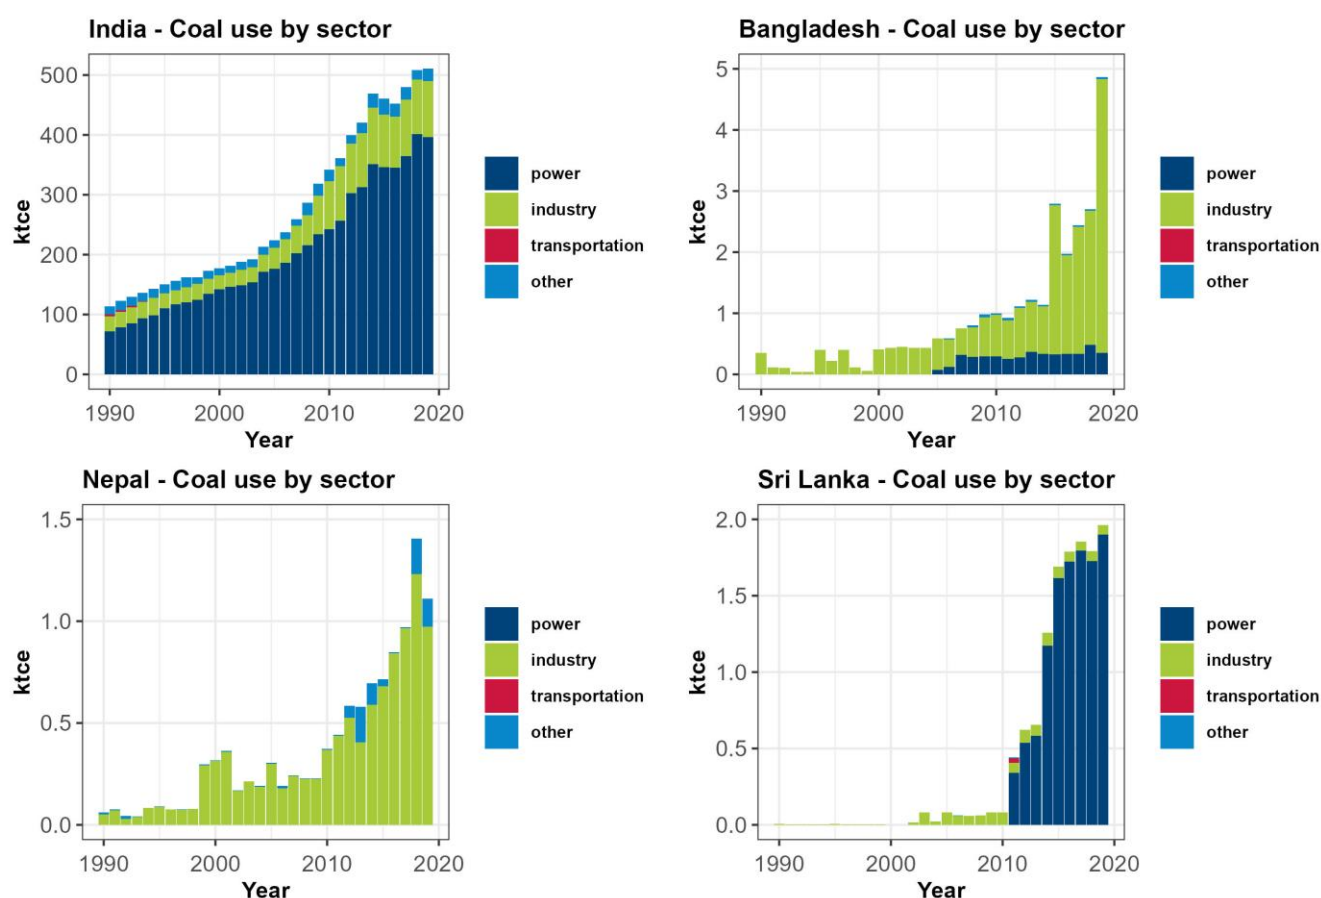 India - Coal use by sector
500
400
300
200
100
0
ktce
1990
2000
2010
2020
Year
power
industry
transportation
other
Bangladesh - Coal use by sector
5
4
3
2
1
0
ktce
1990
2000
2010
2020
Year
power
industry
transportation
other
Nepal - Coal use by sector
1.5
1.0
0.5
0.0
ktce
1990
2000
2010
2020
Year
power
industry
transportation
other
Sri Lanka - Coal use by sector
2.0
1.5
1.0
0.5
0.0
ktce
1990
2000
2010
2020
Year
power
industry
transportation
other